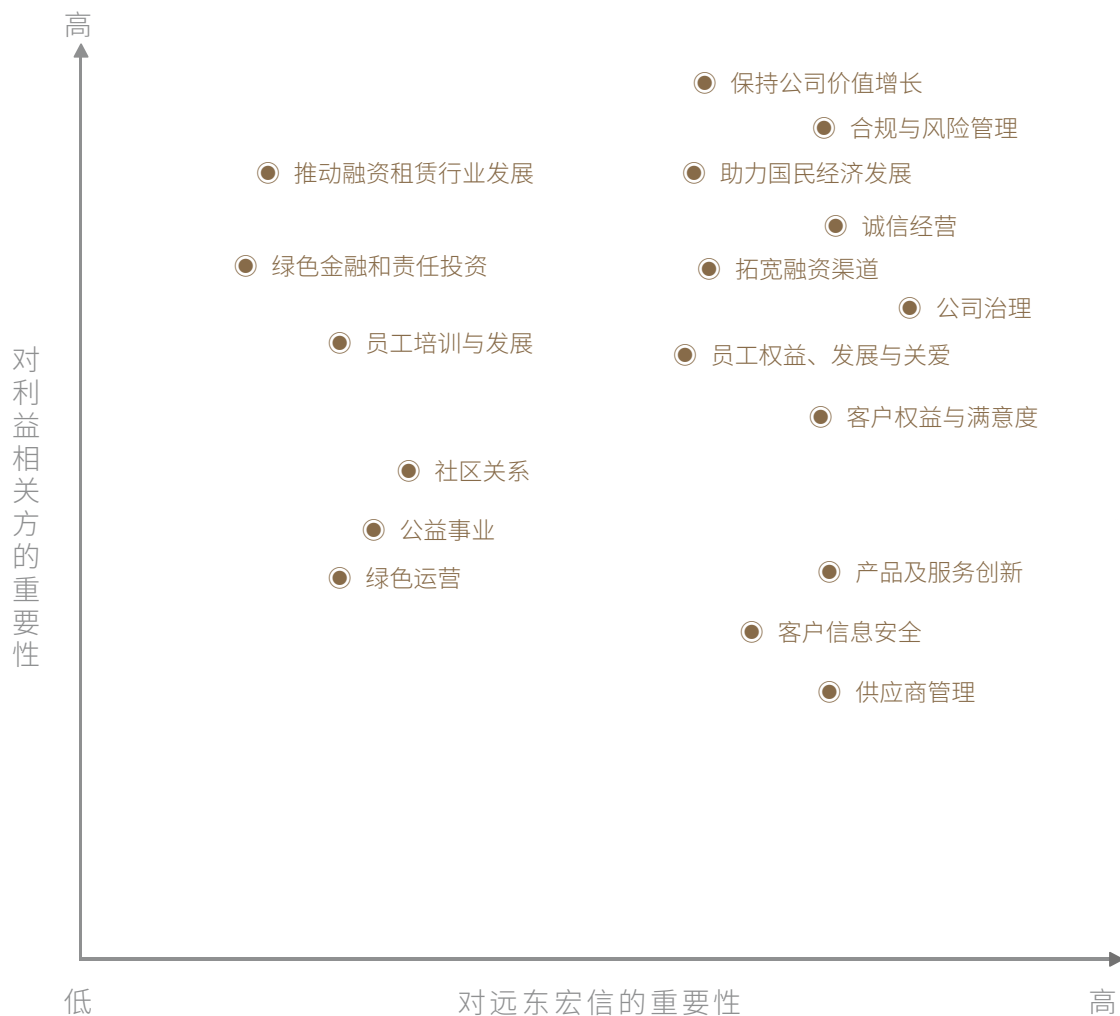 高
保持公司价值增长
合规与风险管理
推动融资租赁行业发展
助力国民经济发展
诚信经营
绿色金融和责任投资
拓宽融资渠道
公司治理
员工培训与发展
员工权益、发展与关爱
客户权益与满意度
社区关系
公益事业
产品及服务创新
绿色运营
客户信息安全
供应商管理
对利益相关方的重要性
低
对远东宏信的重要性
高